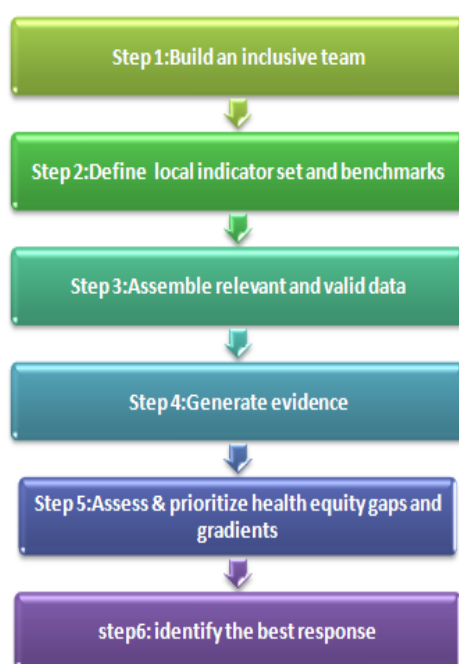 Step 1:Build an inclusive team
Step 2:Define local indicator set and benchmarks
Step 3:Assemble relevant and valid data
Step 4:Generate evidence
Step 5:Assess & prioritize health equity gaps and
gradients
step6: identify the best response